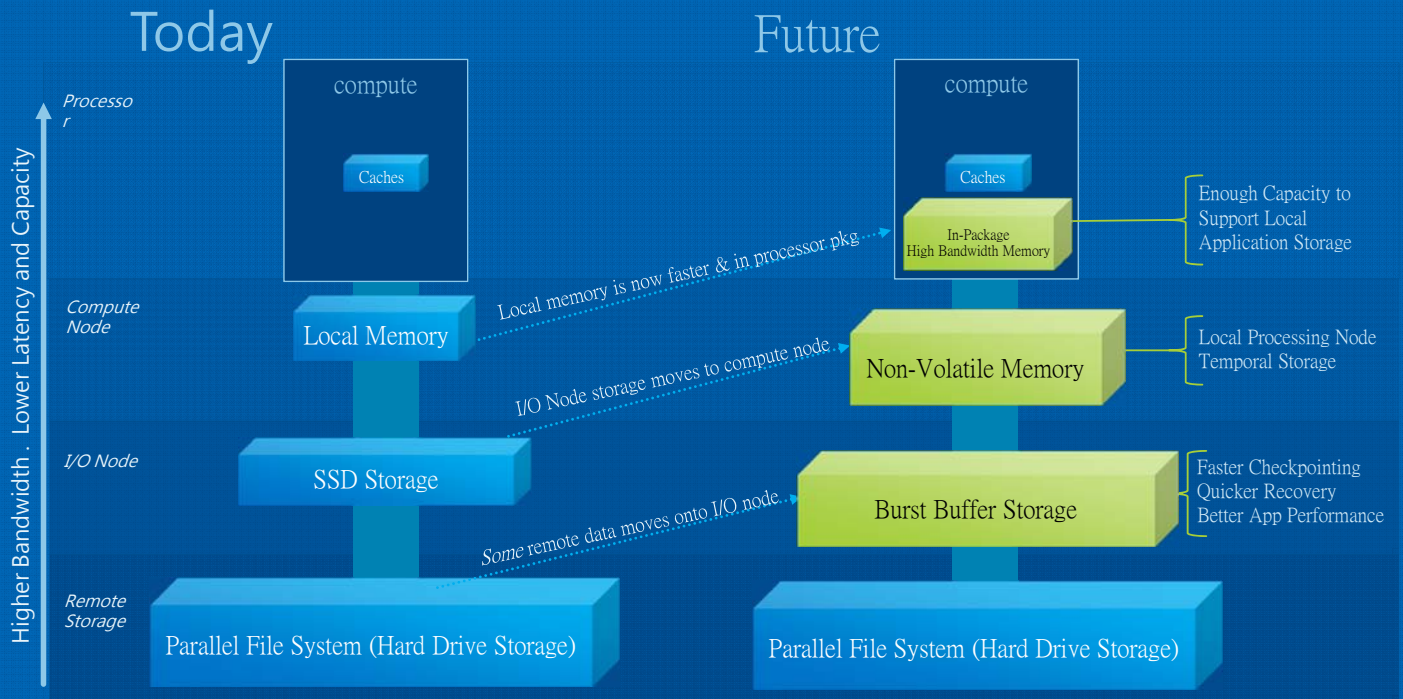 Today
Future
Higher Bandwidth . Lower Latency and Capacity
Processo
r
compute
Caches
compute
Caches
In-Package
High Bandwidth Memory
Enough Capacity to
Support Local
Application Storage
Local memory is now faster & in processor pkg
Compute
Node
Local Memory
Non-Volatile Memory
Local Processing Node
Temporal Storage
I/O Node storage moves to compute node
I/O Node
SSD Storage
Burst Buffer Storage
Faster Checkpointing
Quicker Recovery
Better App Performance
Some remote data moves onto I/O node
Remote
Storage
Parallel File System (Hard Drive Storage)
Parallel File System (Hard Drive Storage)